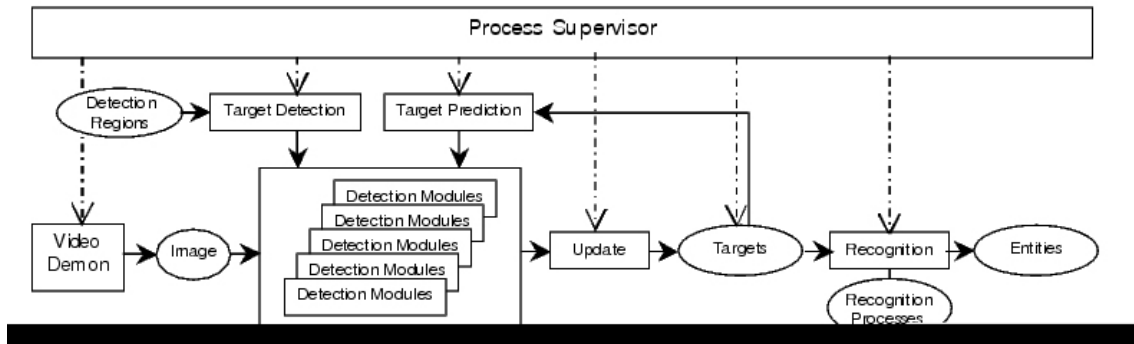 Process Supervisor
Detection
Regions
Target Detection
Target Prediction
Detection Modules
Detection Modules
Detection Modules
Detection Modules
Detection Modules
Video
Demon
Image
Update
Targets
Recognition
Entities
Recognition
Processes